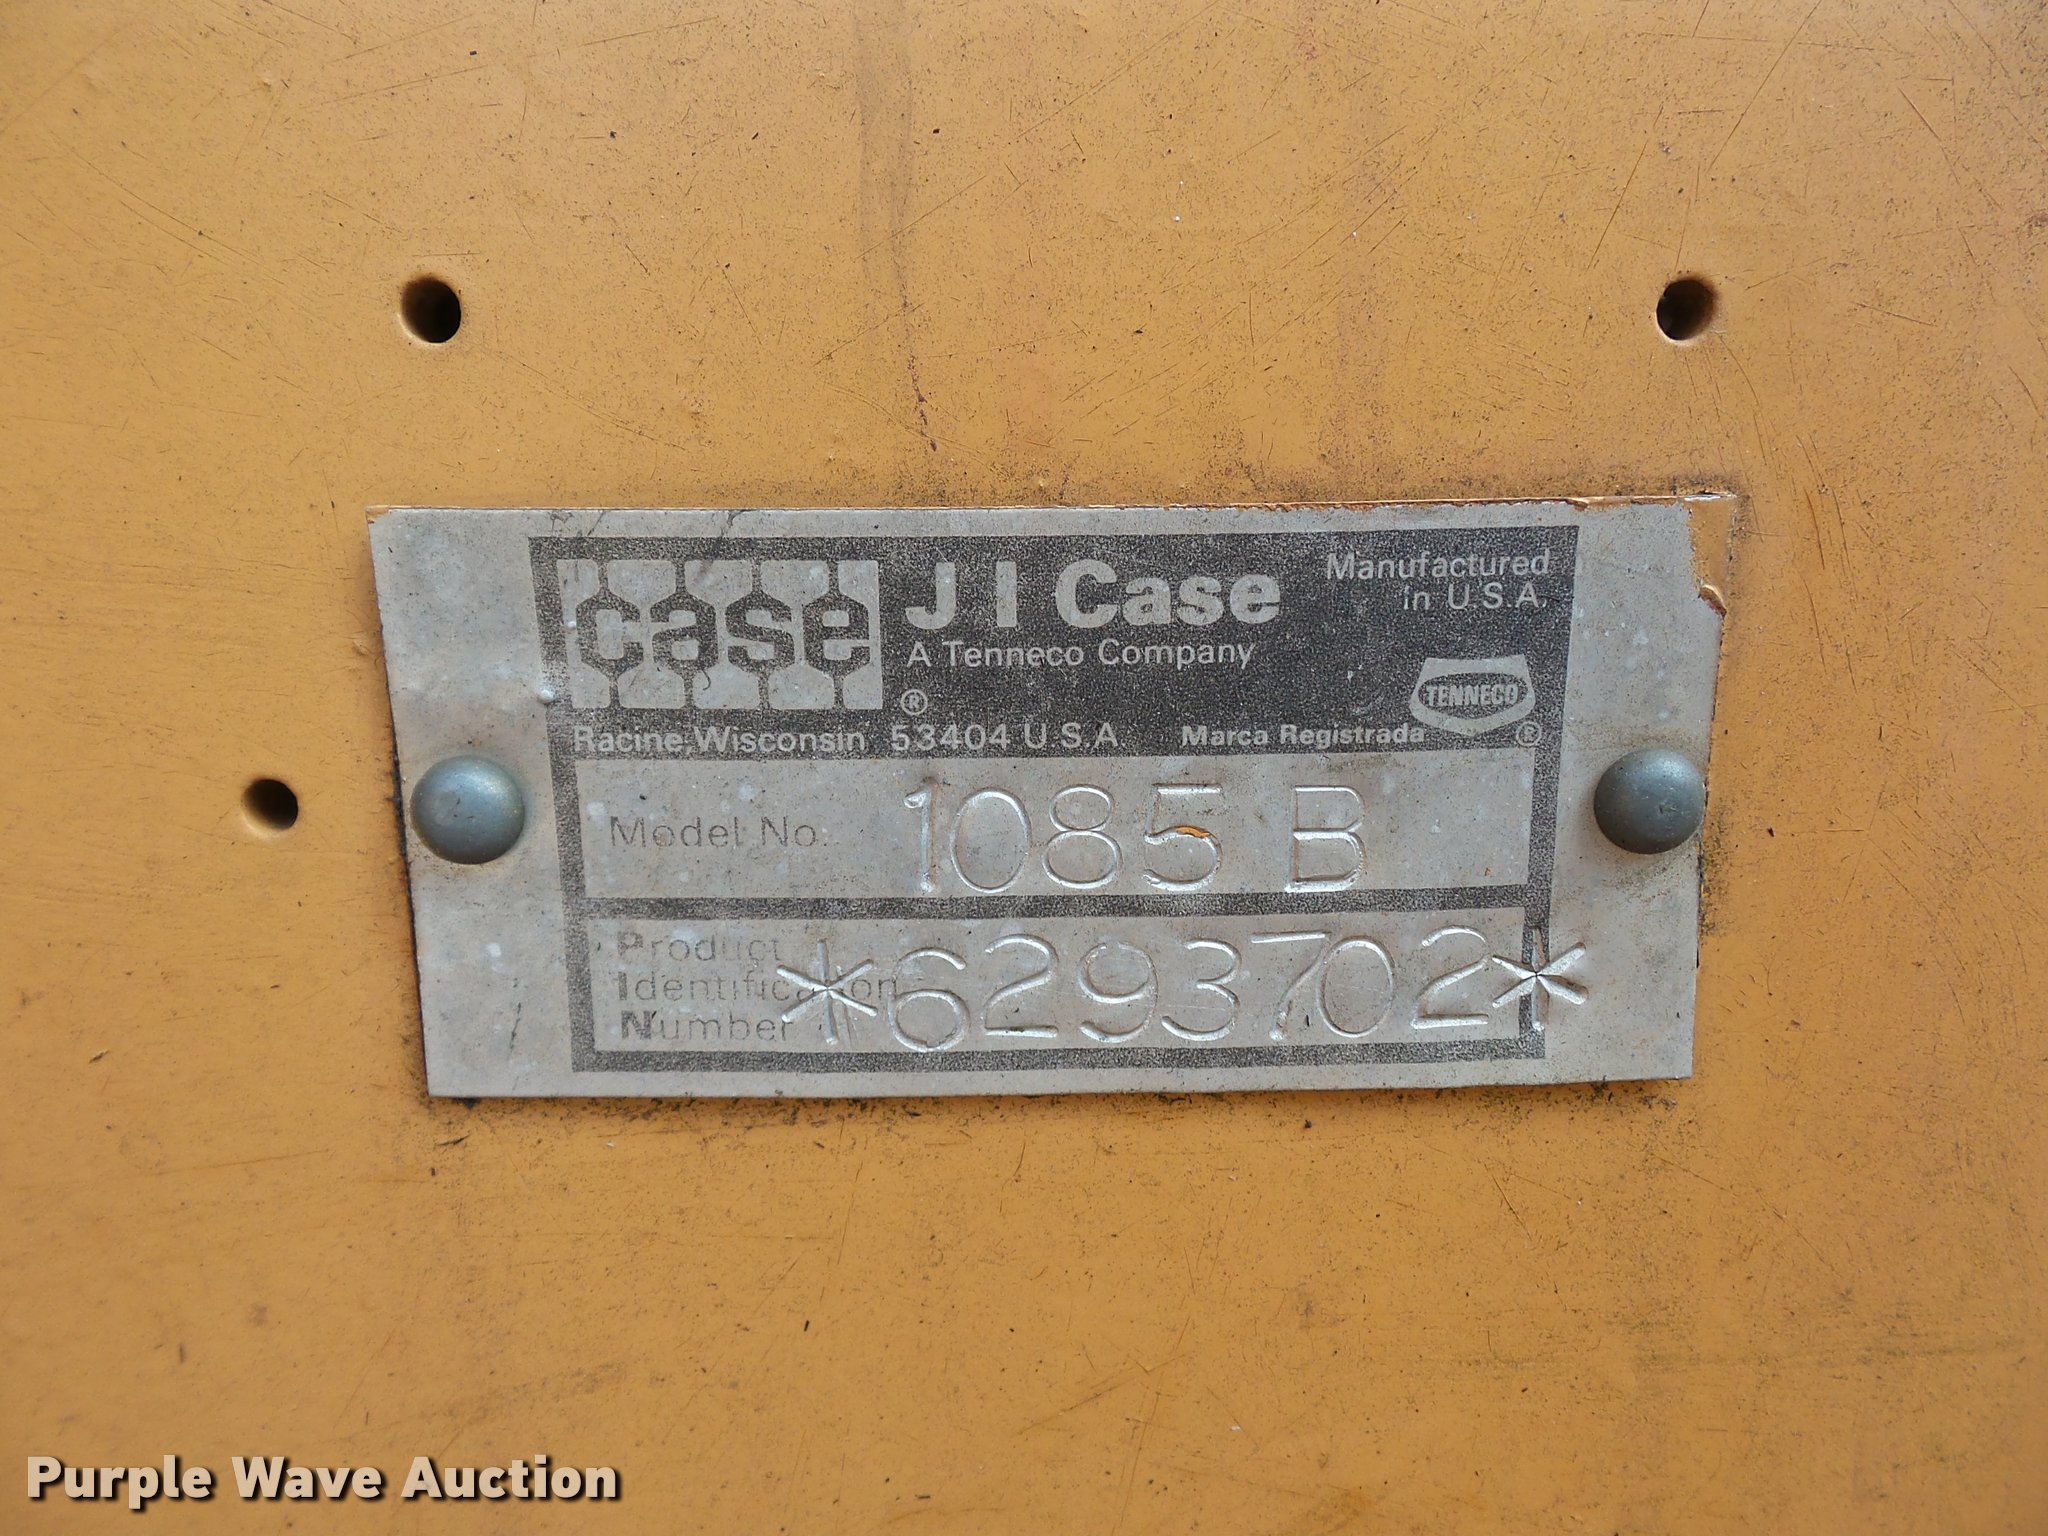 case
J I Case
A Tenneco Company
®
Manufactured
in U.S.A.
TENNECO
®
Racine, Wisconsin 53404 U.S.A. Marca Registrada
Model No. 1085 B
Product
Identification
Number *6293702*
Purple Wave Auction